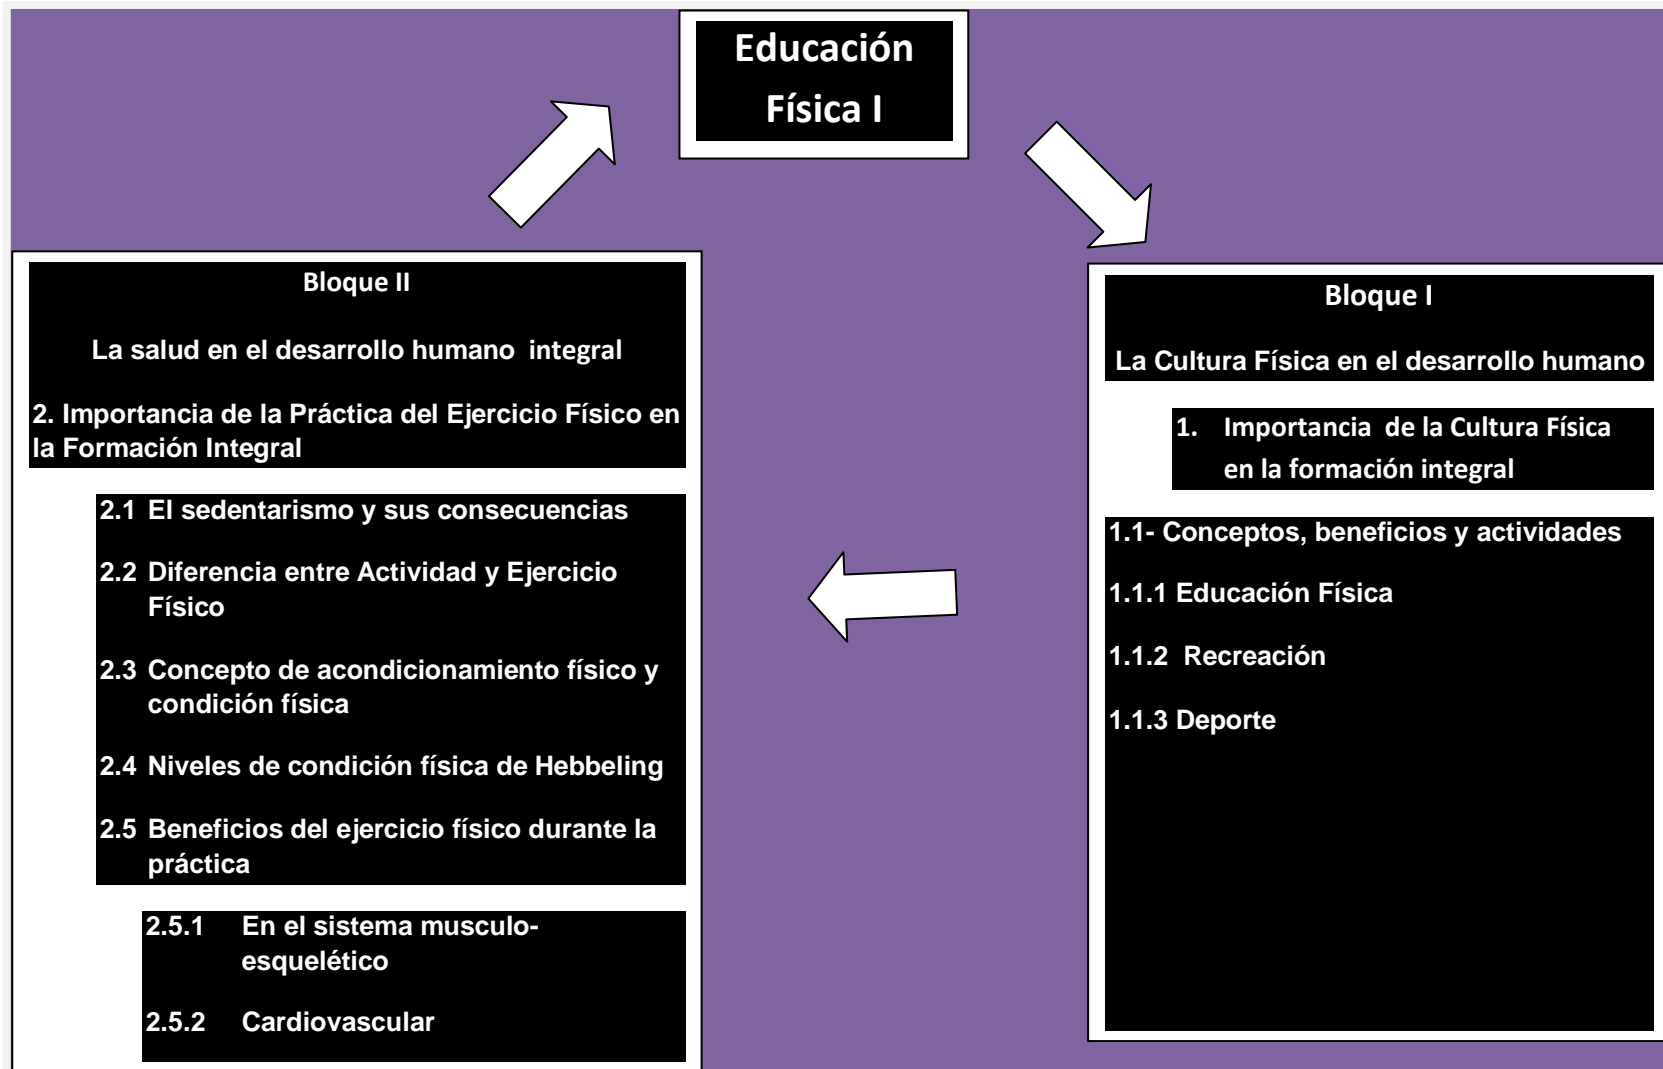 Educación
Física I
Bloque II
La salud en el desarrollo humano  integral
2. Importancia de la Práctica del Ejercicio Físico en
la Formación Integral
2.1 El sedentarismo y sus consecuencias
2.2 Diferencia entre Actividad y Ejercicio
Físico
2.3 Concepto de acondicionamiento físico y
condición física
2.4 Niveles de condición física de Hebbeling
2.5 Beneficios del ejercicio físico durante la
práctica
2.5.1 En el sistema musculo-
esquelético
2.5.2 Cardiovascular
Bloque I
La Cultura Física en el desarrollo humano
1. Importancia  de la Cultura Física
en la formación integral
1.1- Conceptos, beneficios y actividades
1.1.1 Educación Física
1.1.2  Recreación
1.1.3 Deporte